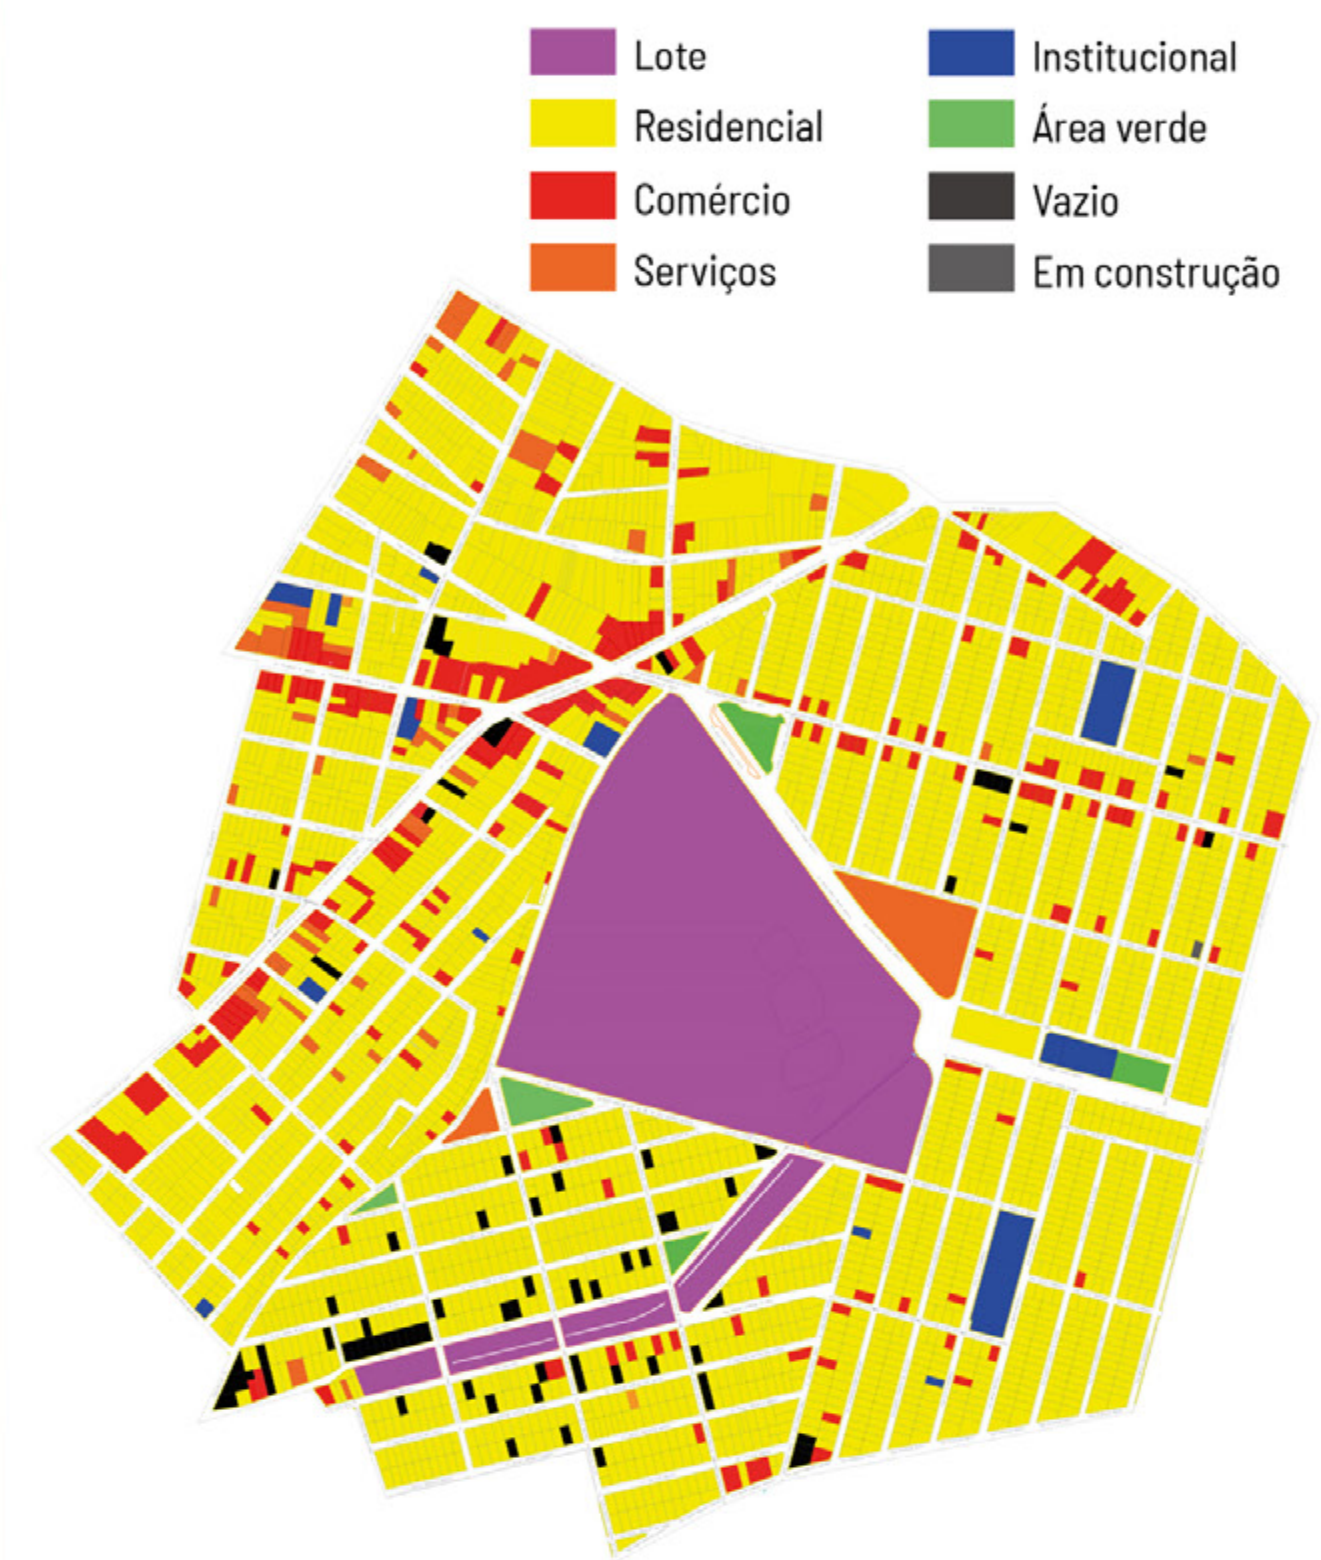 Lote
Residencial
Comércio
Serviços
Institucional
Área verde
Vazio
Em construção